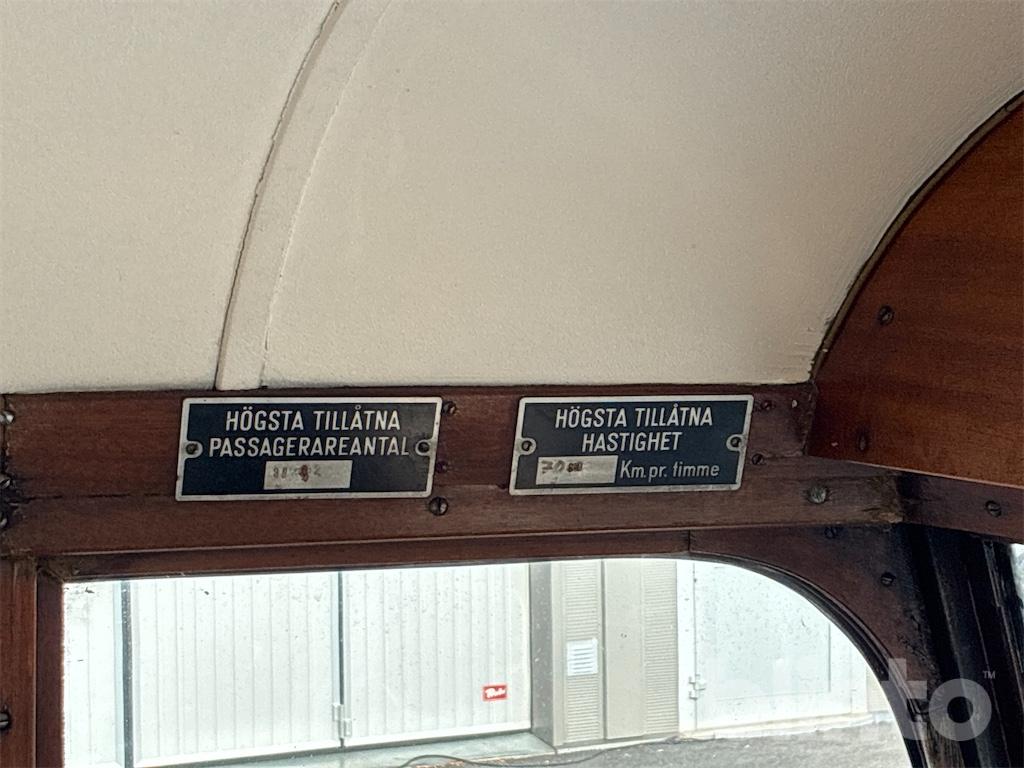 HÖGSTA TILLÅTNA
PASSAGERAREANTAL
HÖGSTA TILLÅTNA
HASTIGHET
Km. pr. timme